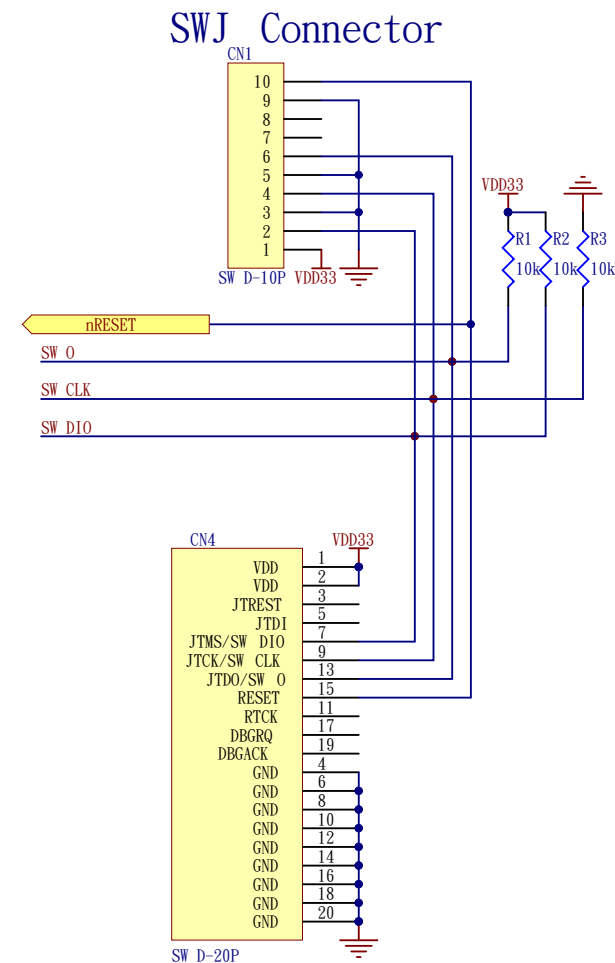 SWJ Connector
CN1
10
9
8
7
6
5
4
3
2
1
SW D-10P VDD33
VDD33
R1 R2 R3
10k 10k 10k
nRESET
SW O
SW CLK
SW DIO
CN4 VDD33
VDD 1
VDD 2
JTREST 3
JTDI 5
JTMS/SW DIO 7
JTCK/SW CLK 9
JTDO/SW O 13
RESET 15
RTCK 11
DBGRQ 17
DBGACK 19
GND 4
GND 6
GND 8
GND 10
GND 12
GND 14
GND 16
GND 18
GND 20
SW D-20P